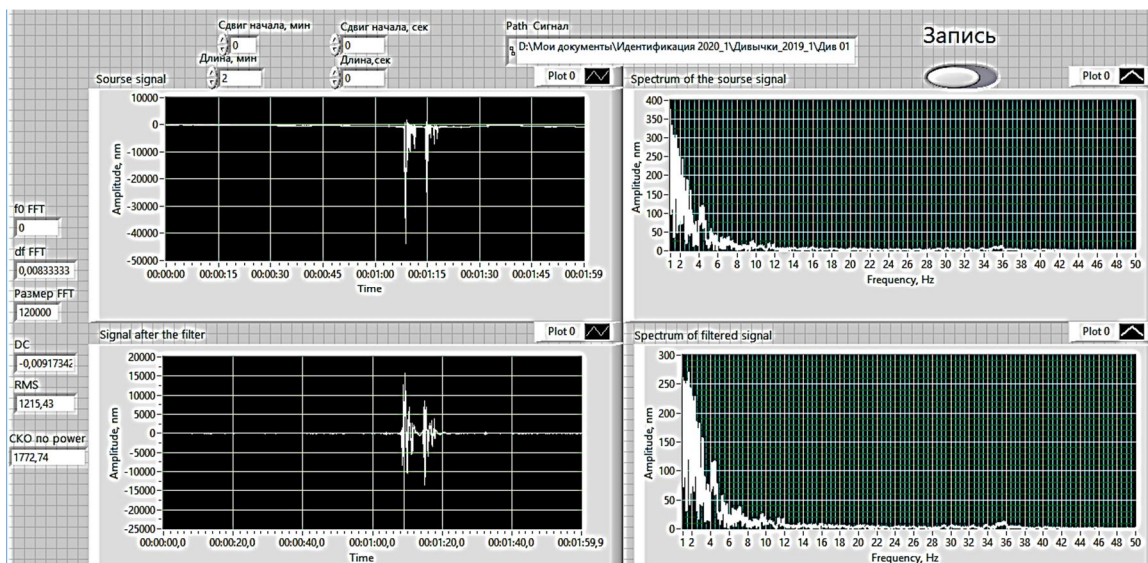 Сдвиг начала, мин
0
Сдвиг начала, сек
0
Path Сигнал
D:\Мои документы\Идентификация 2020_1\Дивычки_2019_1\Див 01
Запись
Длина, мин
2
Длина,сек
0
Sourse signal
Plot 0
10000
0
-10000
-20000
-30000
-40000
-50000
Amplitude, nm
00:00:00 00:00:15 00:00:30 00:00:45 00:01:00 00:01:15 00:01:30 00:01:45 00:01:59
Time
Spectrum of the sourse signal
Plot 0
400
350
300
250
200
150
100
50
0
Amplitude, nm
1 2 4 6 8 10 12 14 16 18 20 22 24 26 28 30 32 34 36 38 40 42 44 46 48 50
Frequency, Hz
f0 FFT
0
df FFT
0,00833333
Размер FFT
120000
DC
-0,00917342
RMS
1215,43
СКО по power
1772,74
Signal after the filter
Plot 0
20000
15000
10000
5000
0
-5000
-10000
-15000
-20000
-25000
Amplitude, nm
00:00:00,0 00:00:20,0 00:00:40,0 00:01:00,0 00:01:20,0 00:01:40,0 00:01:59,9
Time
Spectrum of filtered signal
Plot 0
300
250
200
150
100
50
0
Amplitude, nm
1 2 4 6 8 10 12 14 16 18 20 22 24 26 28 30 32 34 36 38 40 42 44 46 48 50
Frequency, Hz